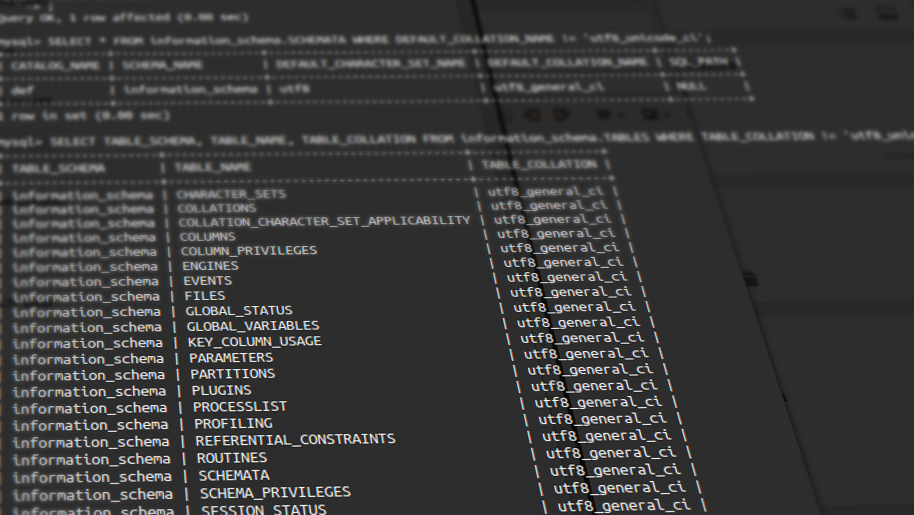 -> ;
Query OK, 1 row affected (0.00 sec)
mysql> SELECT * FROM information_schema.SCHEMATA WHERE DEFAULT_COLLATION_NAME != 'utf8_unicode_ci';
| CATALOG_NAME | SCHEMA_NAME | DEFAULT_CHARACTER_SET_NAME | DEFAULT_COLLATION_NAME | SQL_PATH |
| def | information_schema | utf8 | utf8_general_ci | NULL |
1 row in set (0.00 sec)
mysql> SELECT TABLE_SCHEMA, TABLE_NAME, TABLE_COLLATION FROM information_schema.TABLES WHERE TABLE_COLLATION != 'utf8_uni
| TABLE_SCHEMA | TABLE_NAME | TABLE_COLLATION |
| information_schema | CHARACTER_SETS | utf8_general_ci |
| information_schema | COLLATIONS | utf8_general_ci |
| information_schema | COLLATION_CHARACTER_SET_APPLICABILITY | utf8_general_ci |
| information_schema | COLUMNS | utf8_general_ci |
| information_schema | COLUMN_PRIVILEGES | utf8_general_ci |
| information_schema | ENGINES | utf8_general_ci |
| information_schema | EVENTS | utf8_general_ci |
| information_schema | FILES | utf8_general_ci |
| information_schema | GLOBAL_STATUS | utf8_general_ci |
| information_schema | GLOBAL_VARIABLES | utf8_general_ci |
| information_schema | KEY_COLUMN_USAGE | utf8_general_ci |
| information_schema | PARAMETERS | utf8_general_ci |
| information_schema | PARTITIONS | utf8_general_ci |
| information_schema | PLUGINS | utf8_general_ci |
| information_schema | PROCESSLIST | utf8_general_ci |
| information_schema | PROFILING | utf8_general_ci |
| information_schema | REFERENTIAL_CONSTRAINTS | utf8_general_ci |
| information_schema | ROUTINES | utf8_general_ci |
| information_schema | SCHEMATA | utf8_general_ci |
| information_schema | SCHEMA_PRIVILEGES | utf8_general_ci |
| information_schema | SESSION_STATUS | utf8_general_ci |